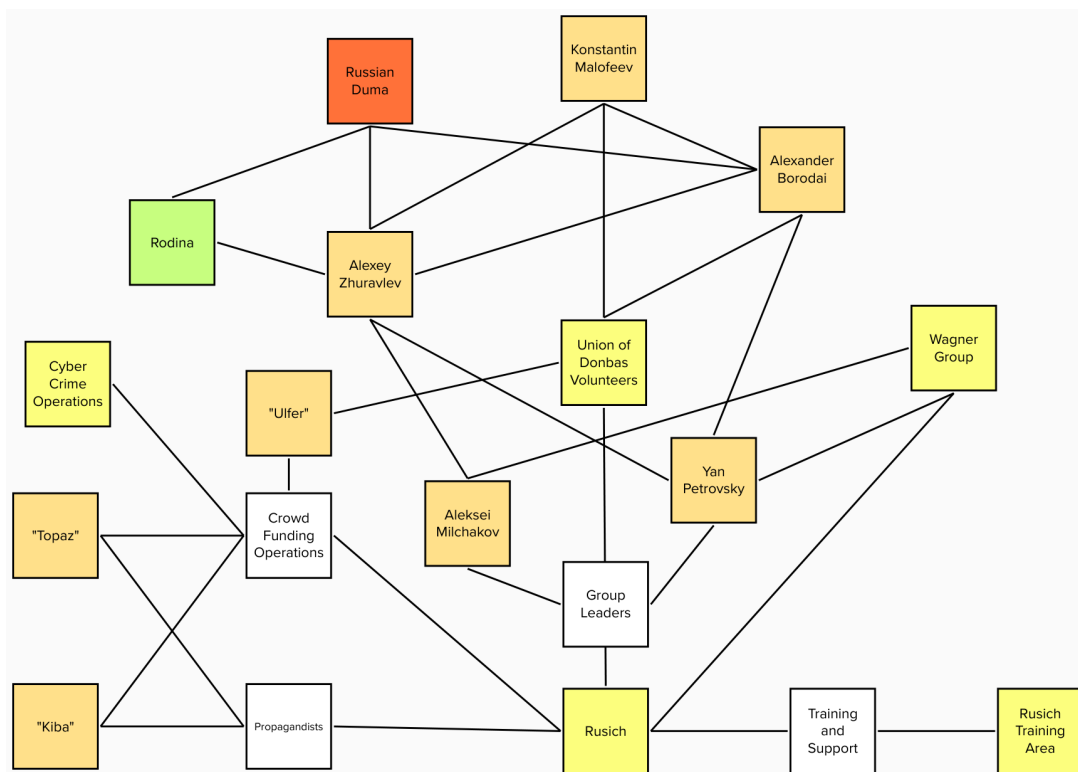 Konstantin
Malofeev
Russian
Duma
Alexander
Borodai
Rodina
Alexey
Zhuravlev
Union of
Donbas
Volunteers
Wagner
Group
Cyber
Crime
Operations
"Ulfer"
Yan
Petrovsky
Aleksei
Milchakov
"Topaz"
Crowd
Funding
Operations
Group
Leaders
"Kiba"
Propagandists
Rusich
Training
and
Support
Rusich
Training
Area